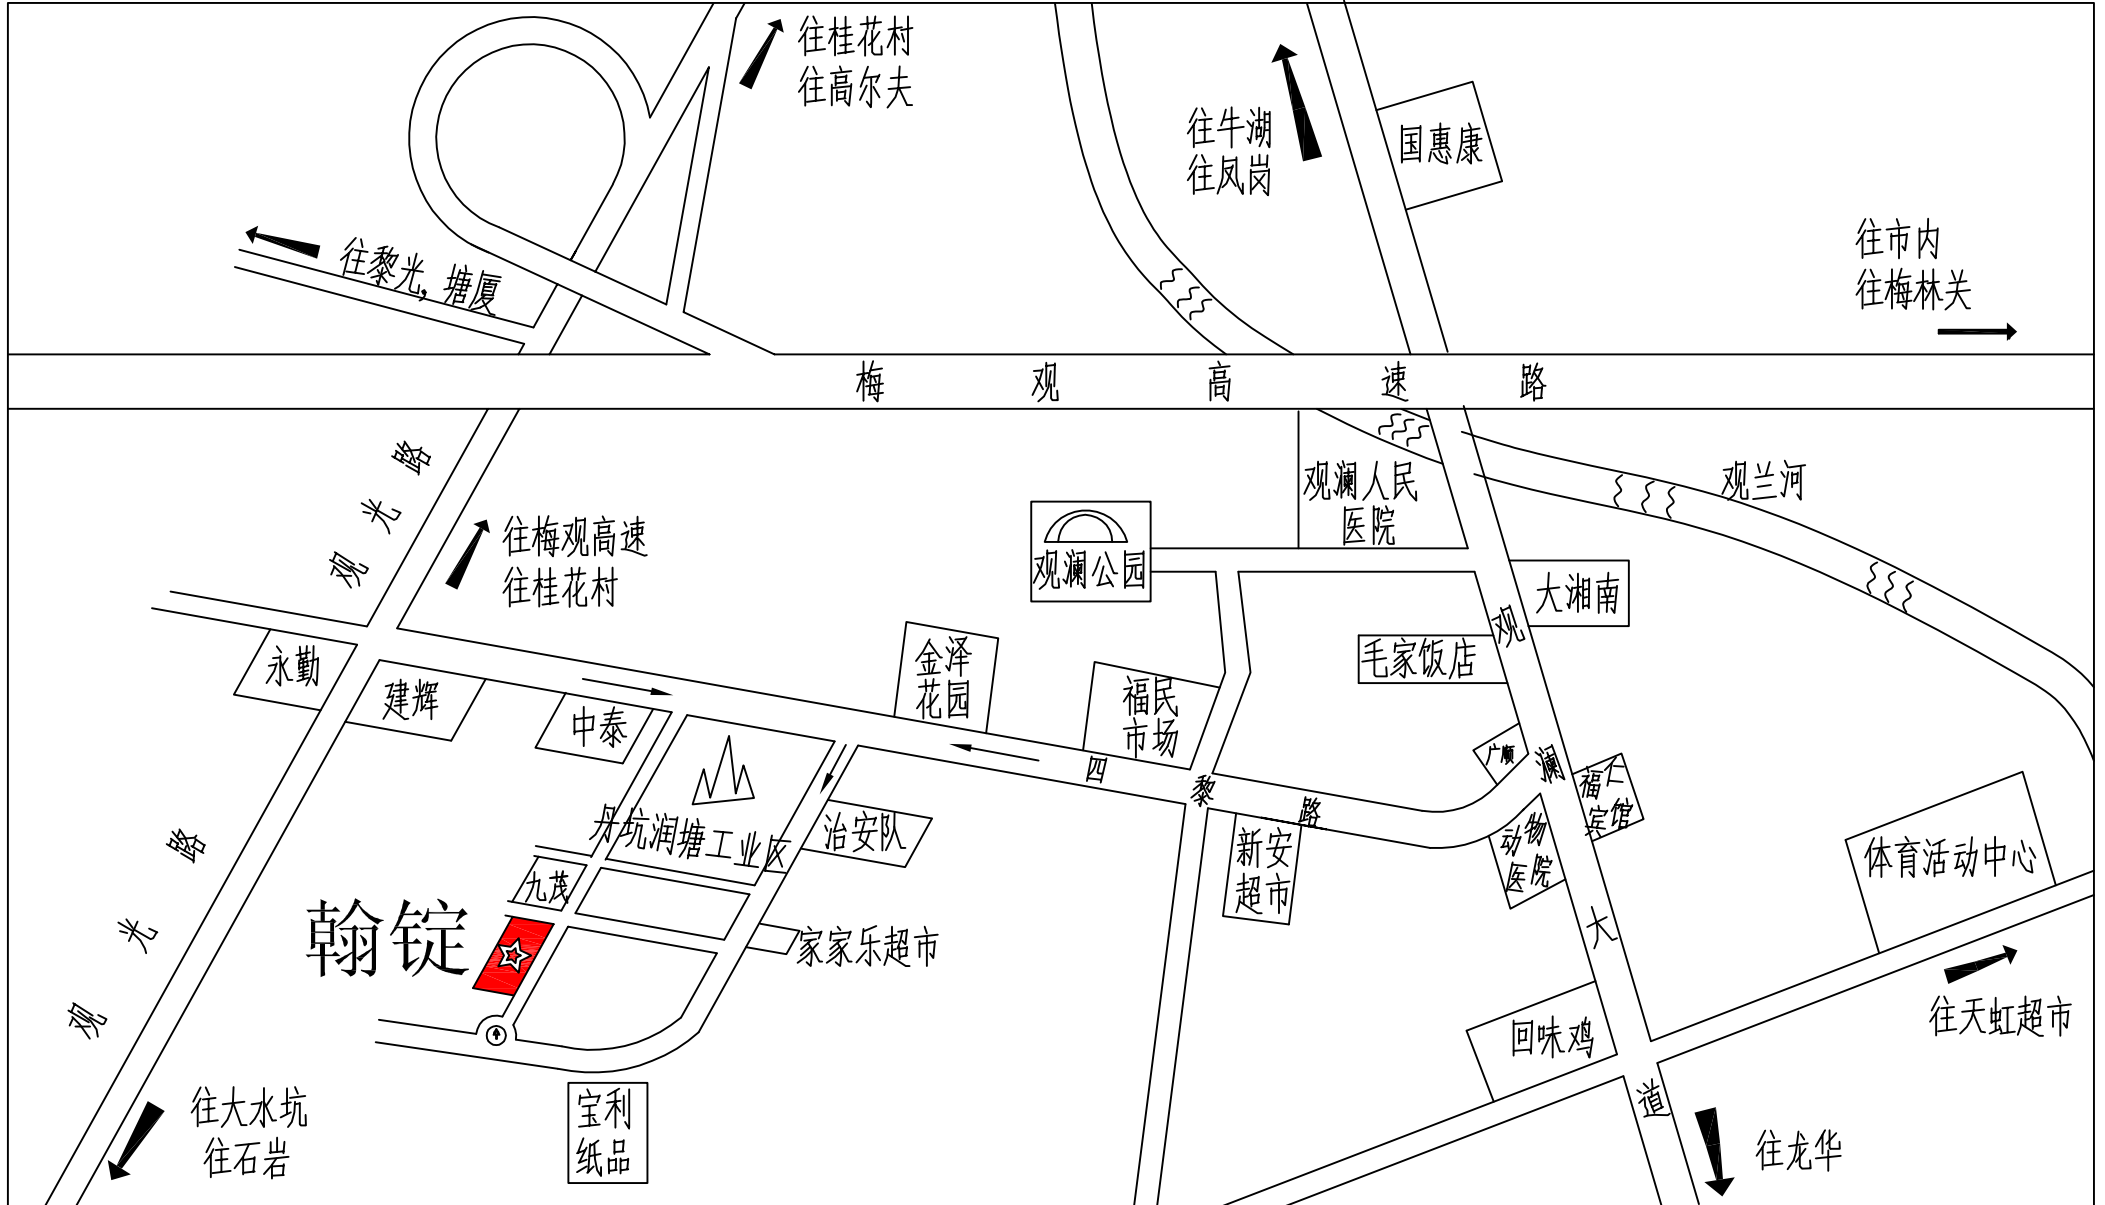 往桂花村
往高尔夫
往牛湖
往凤岗
国惠康
往市内
往梅林关
往黎光,塘厦
梅观高速路
观光路
往梅观高速
往桂花村
观澜人民
医院
观兰河
观澜公园
大湘南
毛家饭店
永勤
建辉
中泰
金泽
花园
福民
市场
四黎路
观澜大道
广顺
福仁
宾馆
动物
医院
新安
超市
体育活动中心
丹坑润塘工业区
治安队
九茂
翰锭
家家乐超市
观光路
回味鸡
往天虹超市
宝利
纸品
往大水坑
往石岩
往龙华